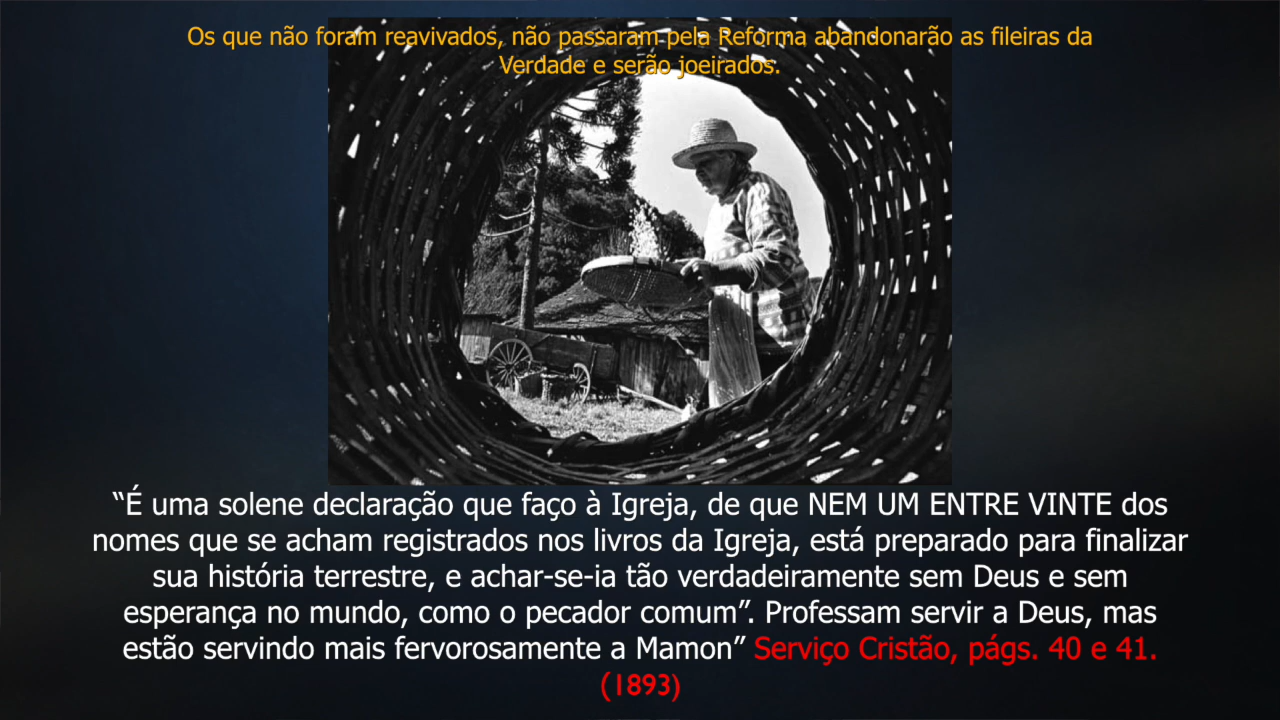 Os que não foram reavivados, não passaram pela Reforma abandonarão as fileiras da
Verdade e serão joeirados.
“É uma solene declaração que faço à Igreja, de que NEM UM ENTRE VINTE dos
nomes que se acham registrados nos livros da Igreja, está preparado para finalizar
sua história terrestre, e achar-se-ia tão verdadeiramente sem Deus e sem
esperança no mundo, como o pecador comum”. Professam servir a Deus, mas
estão servindo mais fervorosamente a Mamon” Serviço Cristão, págs. 40 e 41.
(1893)